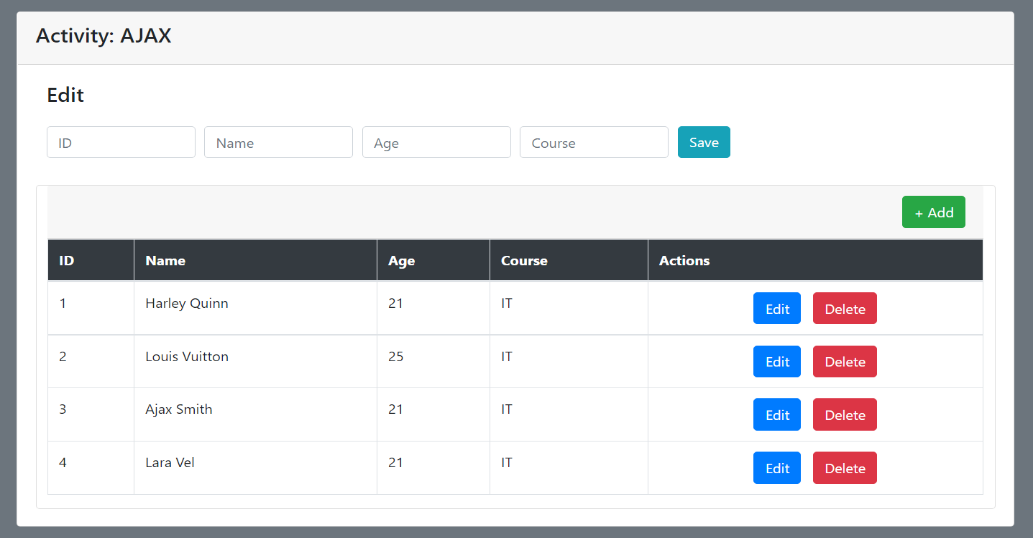 Activity: AJAX
Edit
ID Name Age Course Save
+ Add
ID Name Age Course Actions
1 Harley Quinn 21 IT Edit Delete
2 Louis Vuitton 25 IT Edit Delete
3 Ajax Smith 21 IT Edit Delete
4 Lara Vel 21 IT Edit Delete